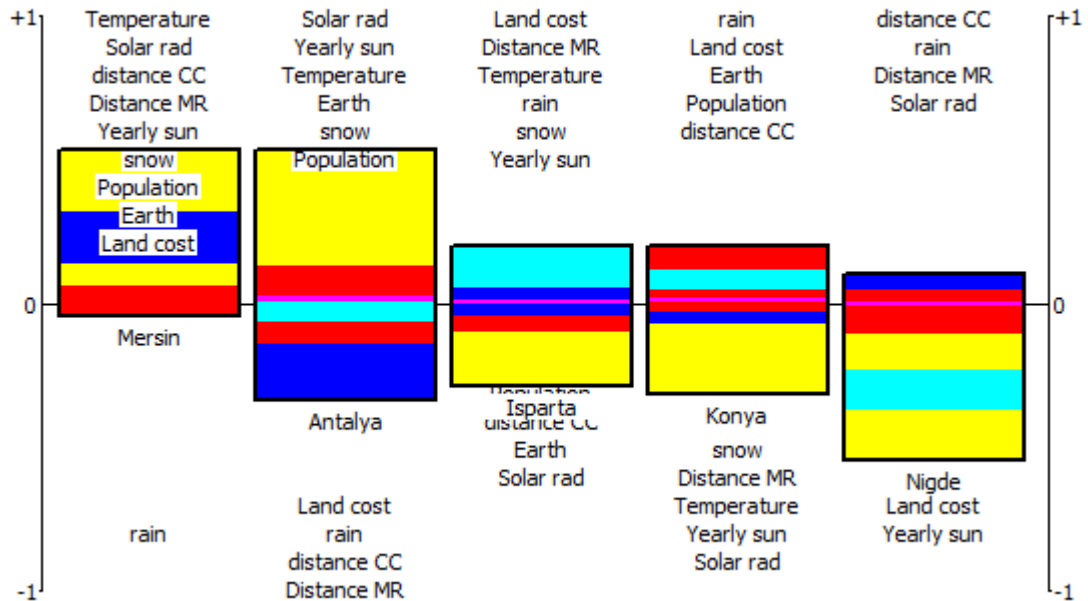 +1
0
-1
Temperature
Solar rad
distance CC
Distance MR
Yearly sun
snow
Population
Earth
Land cost
Mersin
rain
Solar rad
Yearly sun
Temperature
Earth
snow
Population
Antalya
Land cost
rain
distance CC
Distance MR
Land cost
Distance MR
Temperature
rain
snow
Yearly sun
Population
Isparta
distance CC
Earth
Solar rad
rain
Land cost
Earth
Population
distance CC
Konya
snow
Distance MR
Temperature
Yearly sun
Solar rad
distance CC
rain
Distance MR
Solar rad
Nigde
Land cost
Yearly sun
+1
0
-1